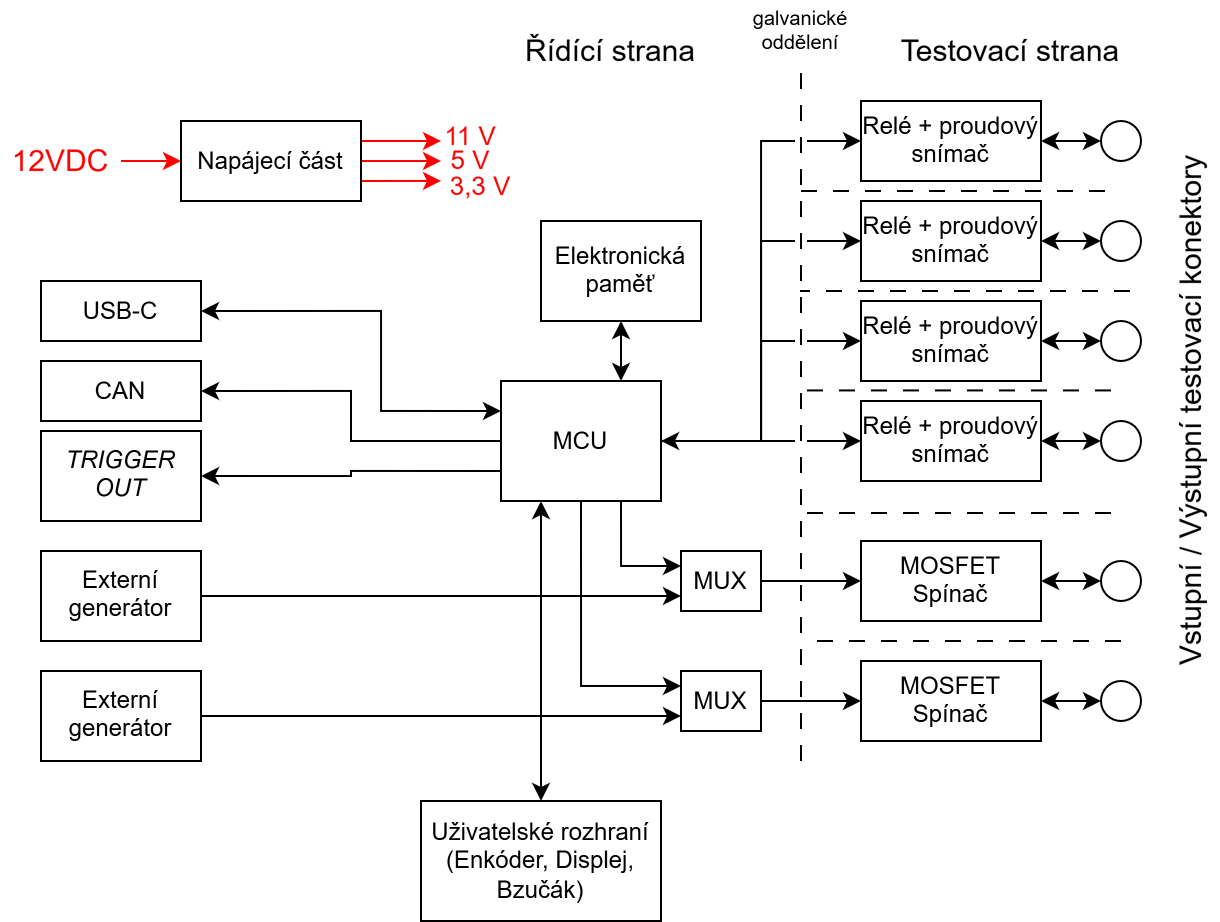 galvanické
oddělení
Řídící strana
Testovací strana
12VDC
Napájecí část
11 V
5 V
3,3 V
Relé + proudový
snímač
Relé + proudový
snímač
Relé + proudový
snímač
Relé + proudový
snímač
Elektronická
paměť
USB-C
CAN
TRIGGER
OUT
MCU
Externí
generátor
MUX
MOSFET
Spínač
Externí
generátor
MUX
MOSFET
Spínač
Uživatelské rozhraní
(Enkóder, Displej,
Bzučák)
Vstupní / Výstupní testovací konektory